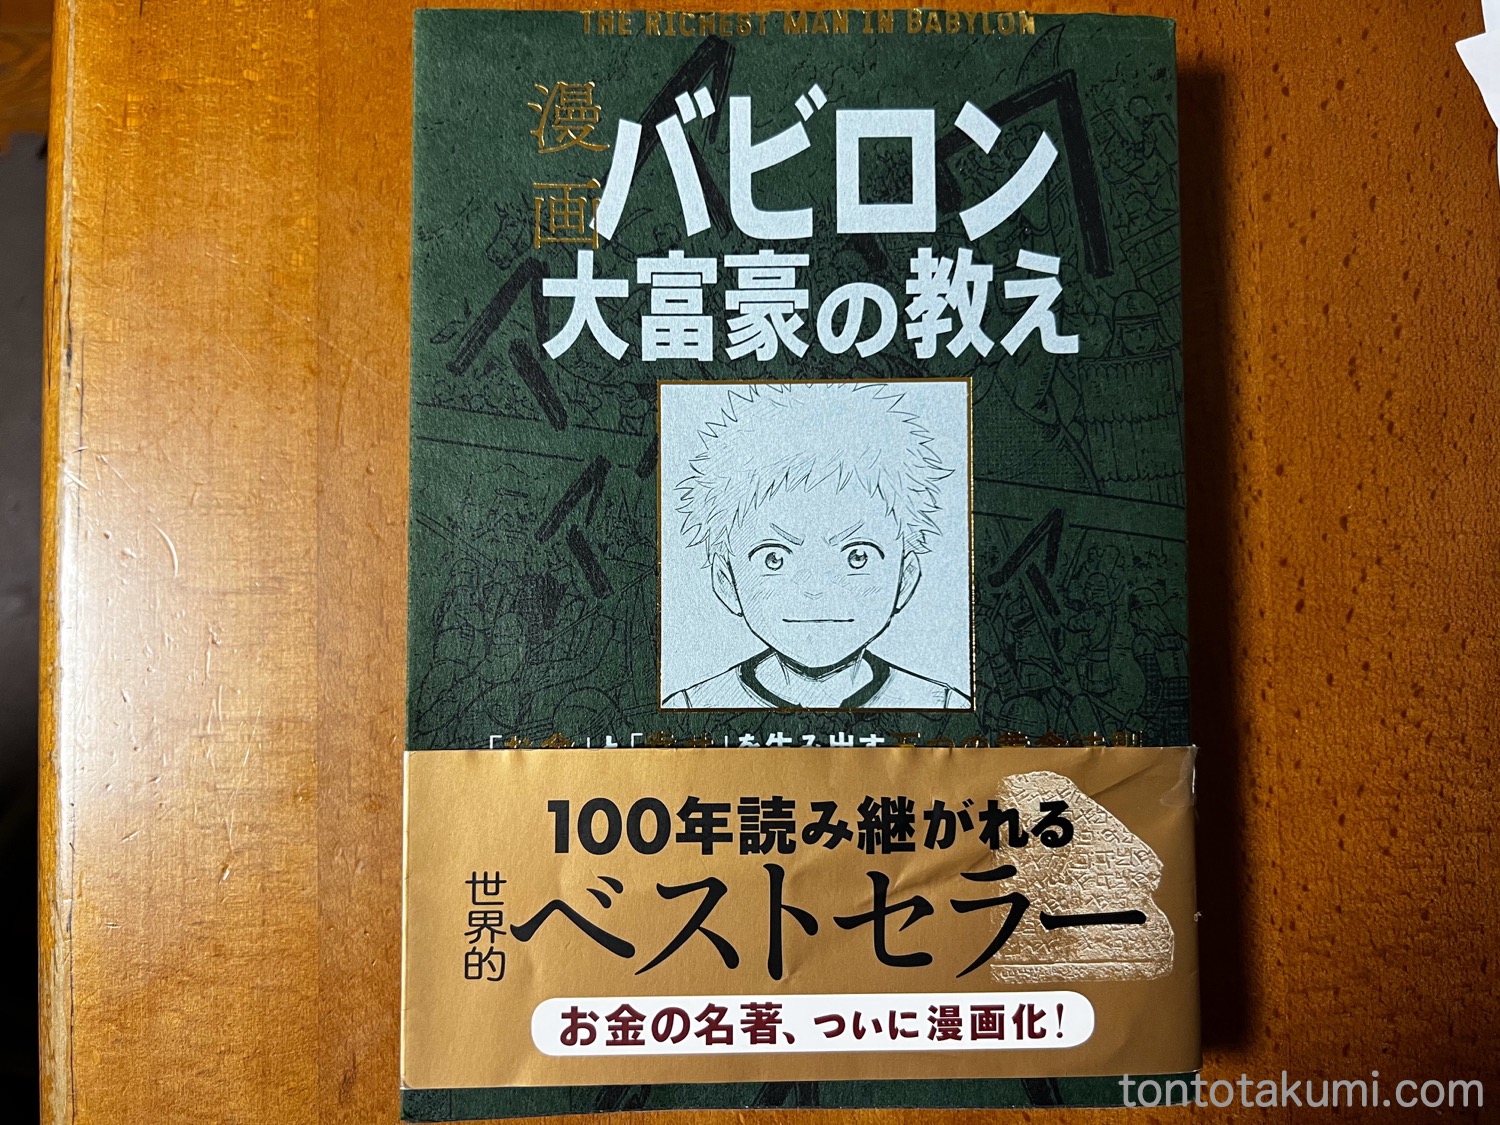 THE RICHEST MAN IN BABYLON
漫画
バビロン
大富豪の教え
100年読み継がれる
世界的
ベストセラー
お金の名著、ついに漫画化!
tontotakumi.com